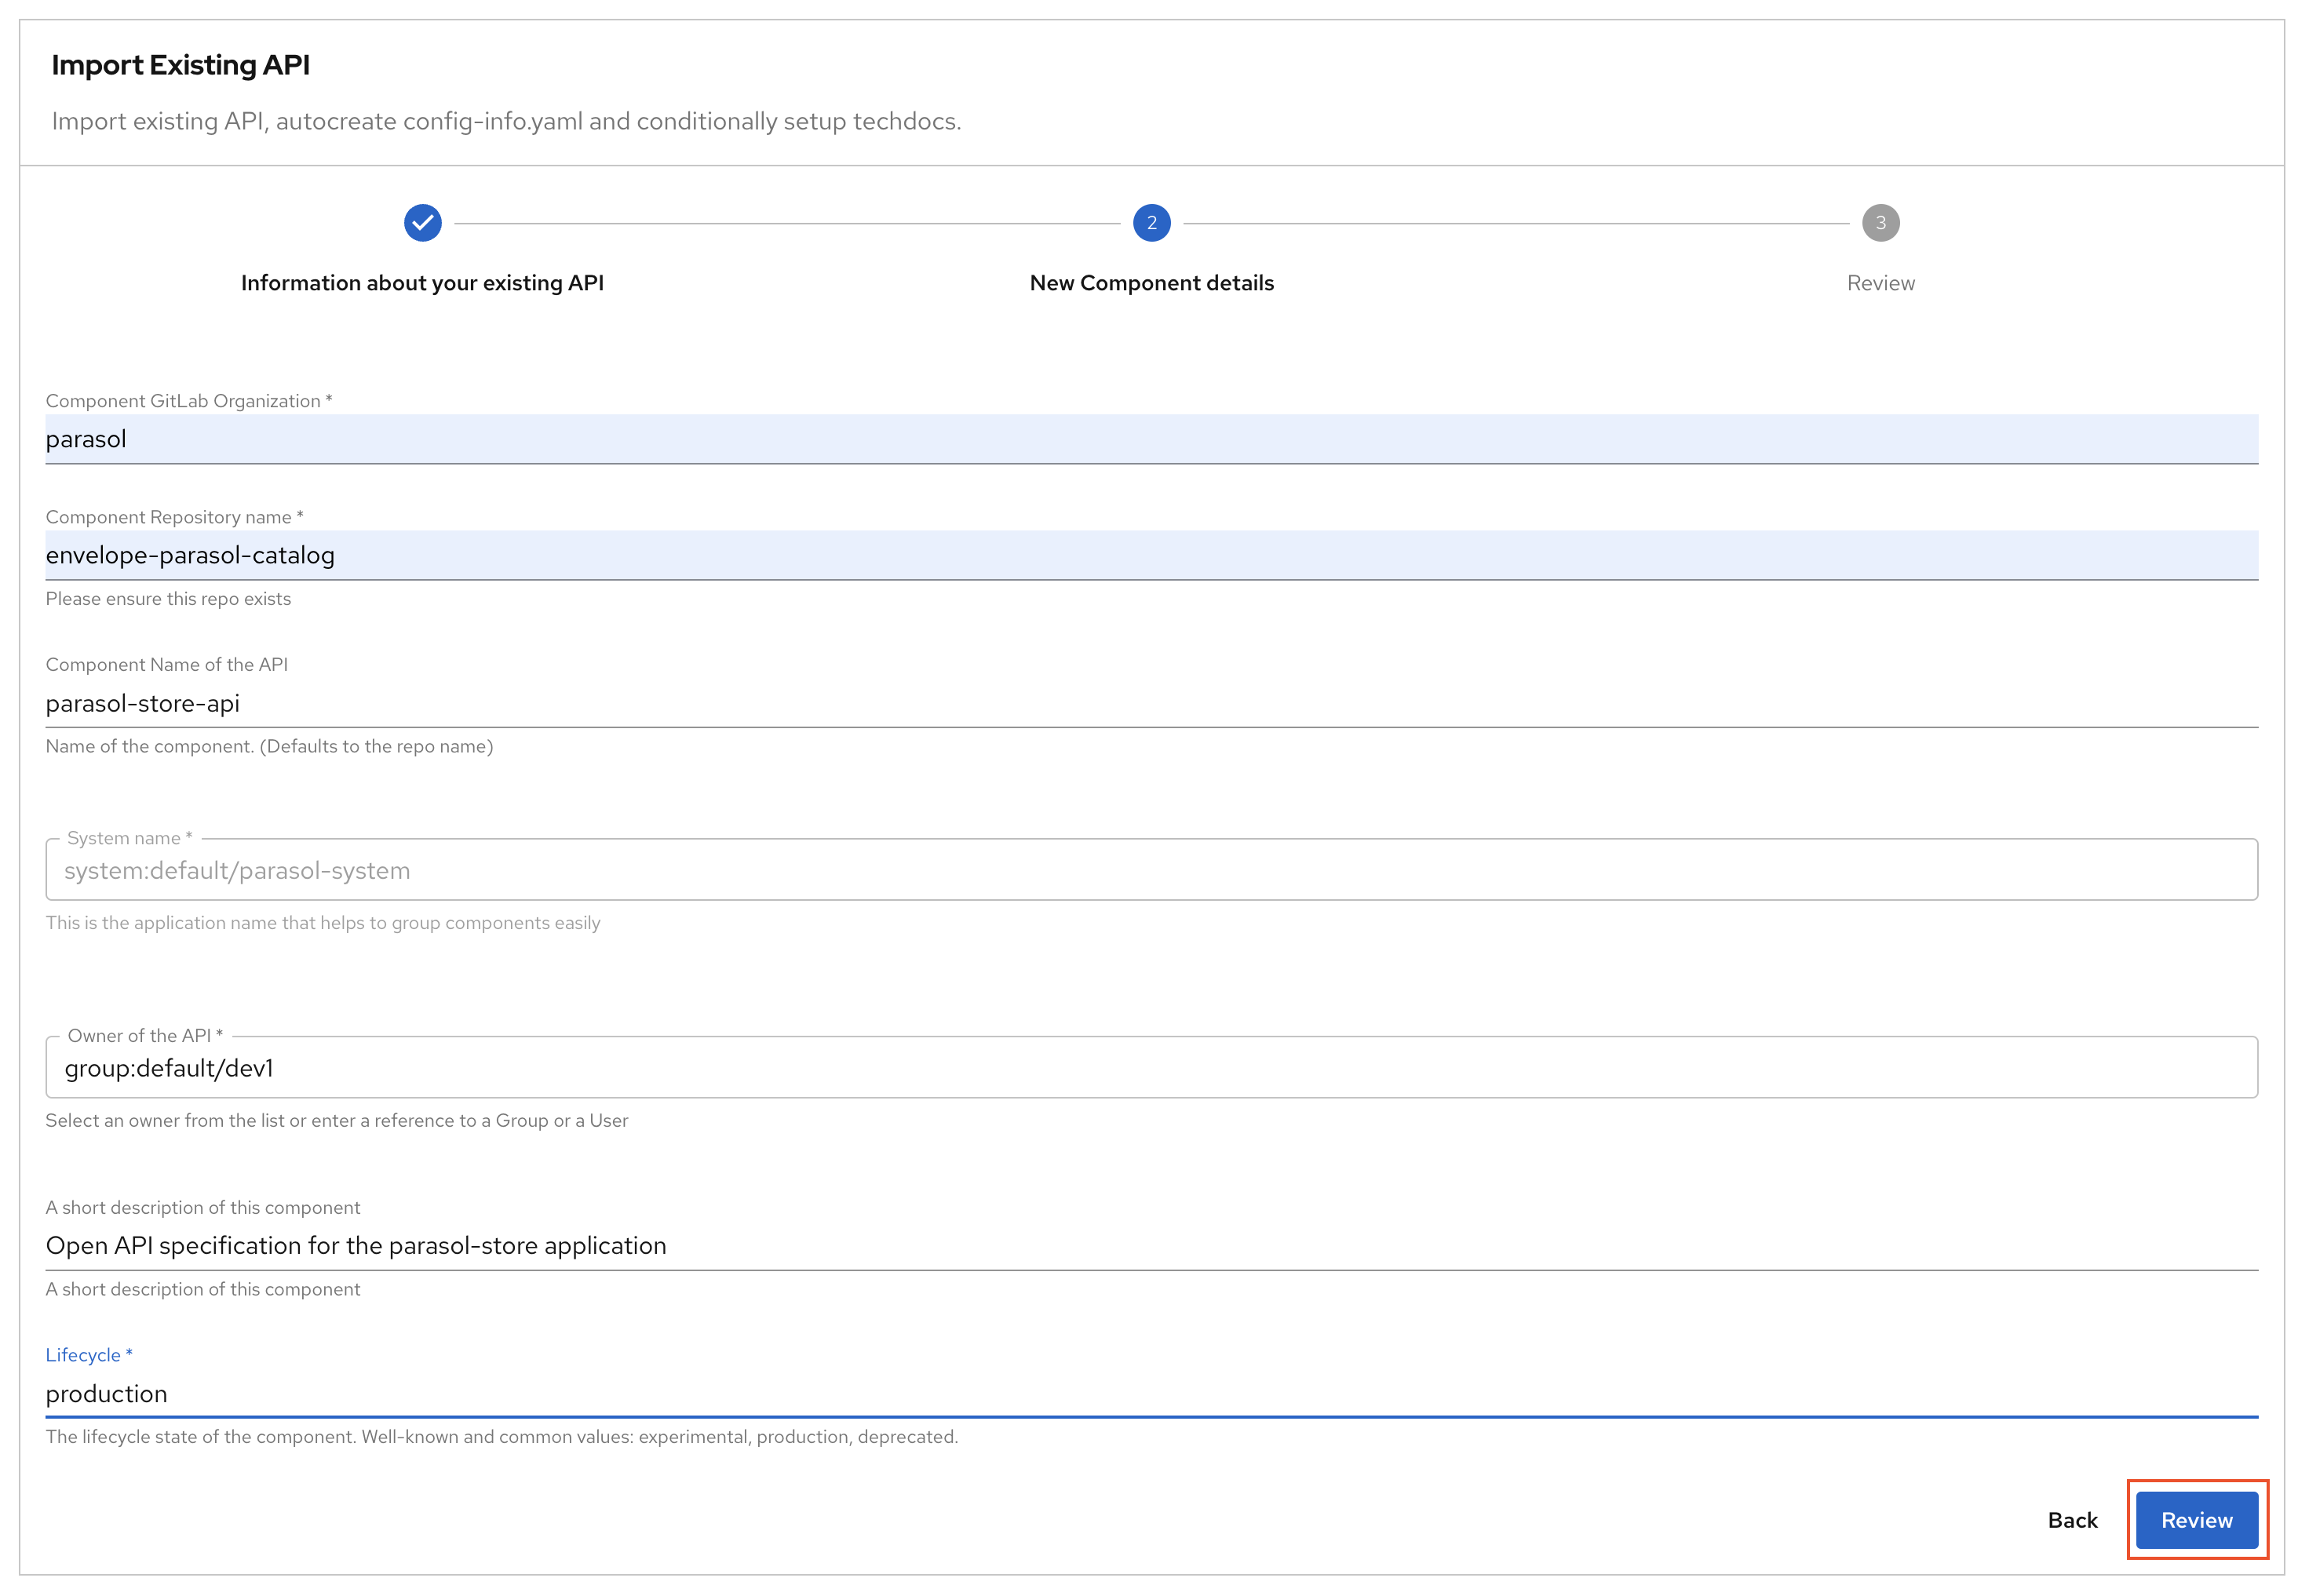 Import Existing API
Import existing API, autocreate config-info.yaml and conditionally setup techdocs.
2
3
Information about your existing API
New Component details
Review
Component GitLab Organization *
parasol
Component Repository name *
envelope-parasol-catalog
Please ensure this repo exists
Component Name of the API
parasol-store-api
Name of the component. (Defaults to the repo name)
System name *
system:default/parasol-system
This is the application name that helps to group components easily
Owner of the API *
group:default/dev1
Select an owner from the list or enter a reference to a Group or a User
A short description of this component
Open API specification for the parasol-store application
A short description of this component
Lifecycle *
production
The lifecycle state of the component. Well-known and common values: experimental, production, deprecated.
Back
Review